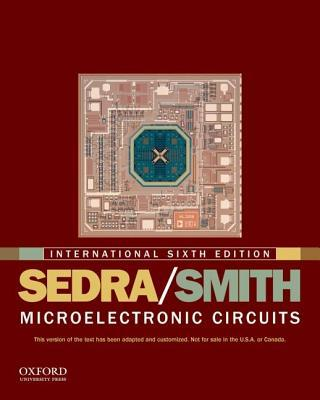 INTERNATIONAL SIXTH EDITION
SEDRA/SMITH
MICROELECTRONIC CIRCUITS
This version of the text has been adapted and customized. Not for sale in the U.S.A. or Canada.
OXFORD
UNIVERSITY PRESS